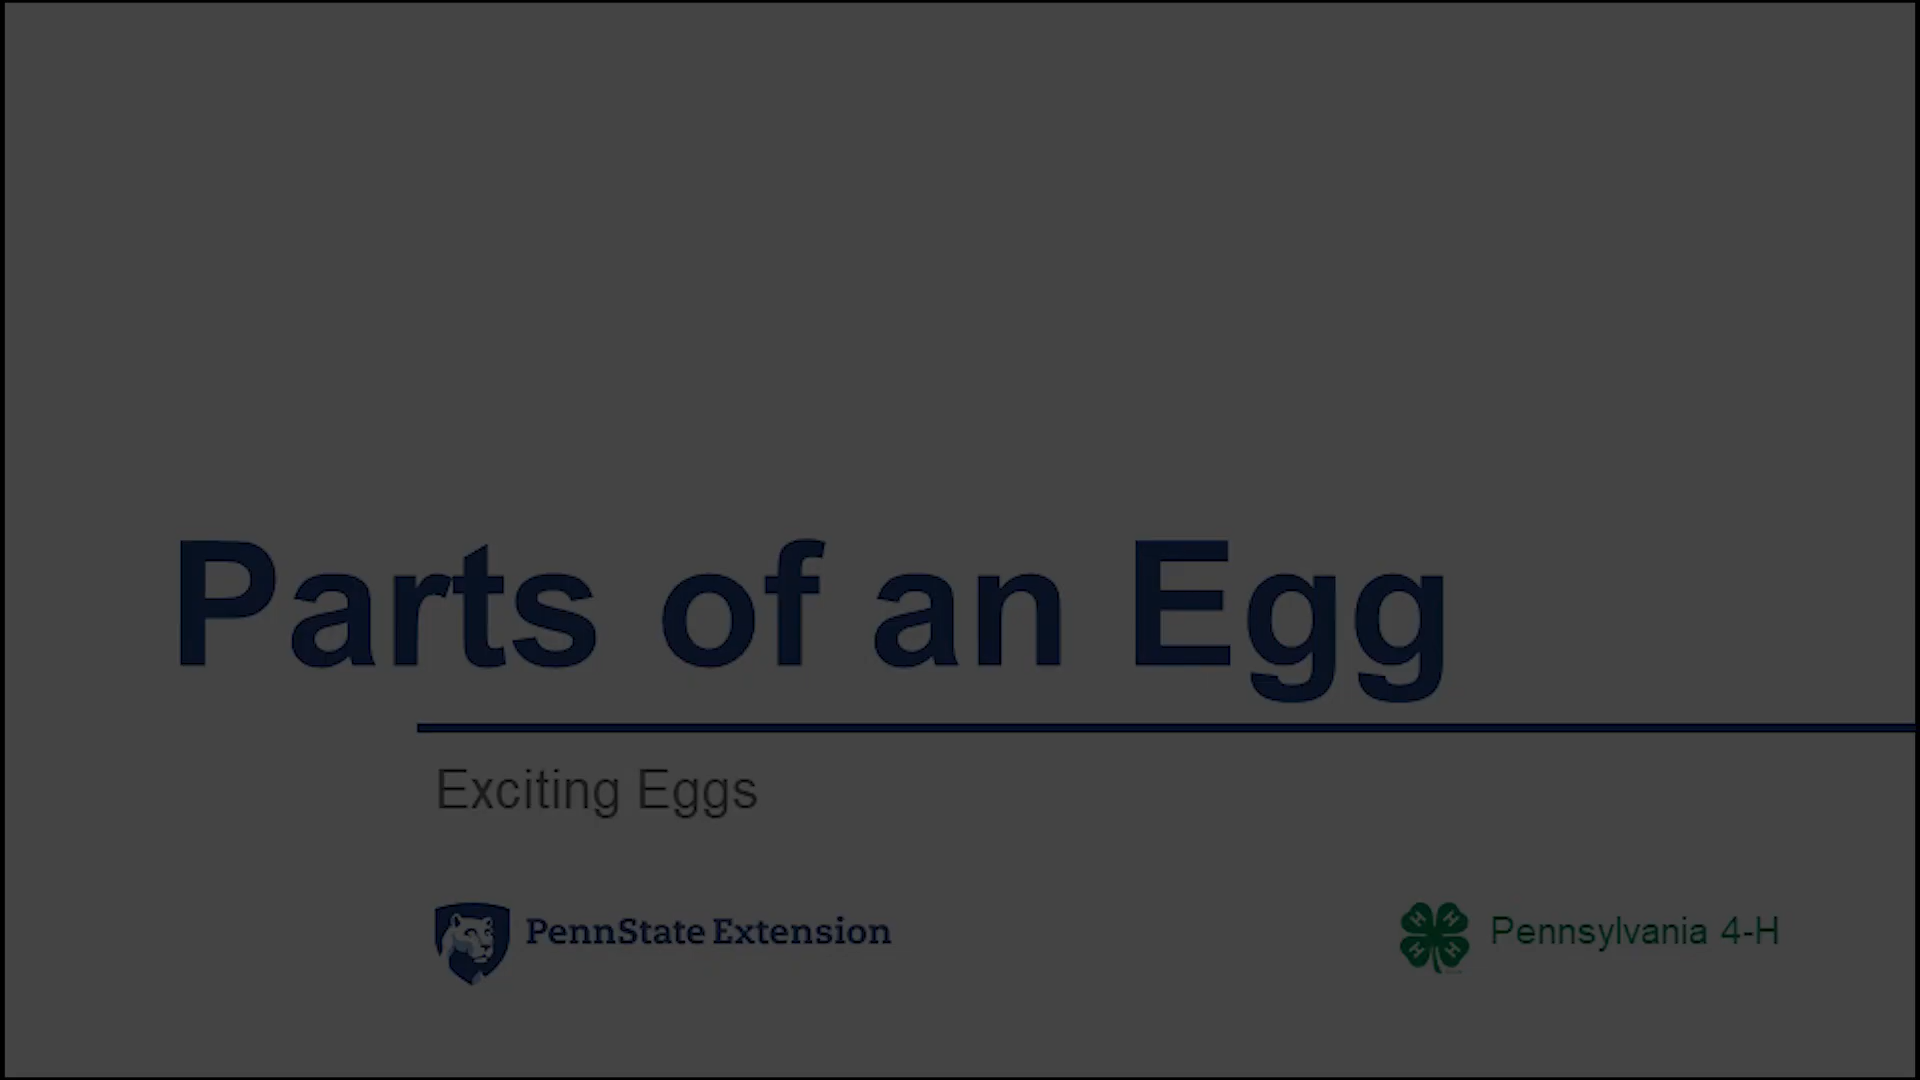 Parts of an Egg
Exciting Eggs
PennState Extension
Pennsylvania 4-H